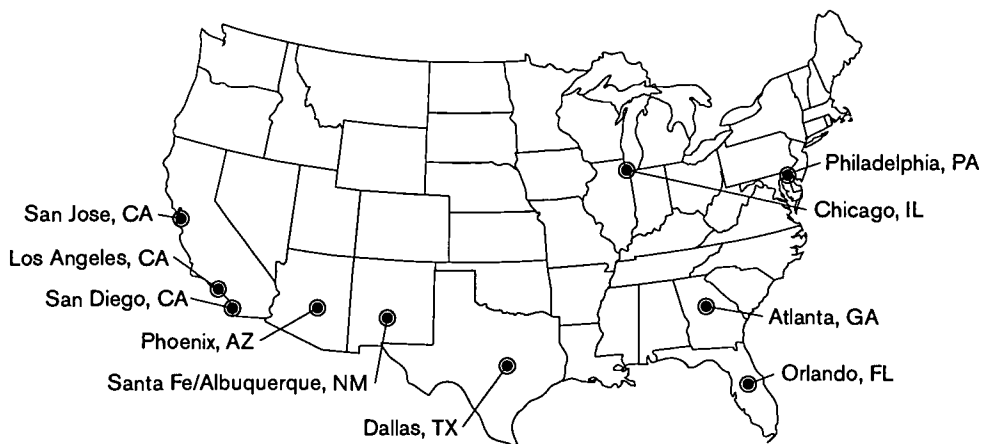 Philadelphia, PA
Chicago, IL
San Jose, CA
Los Angeles, CA
San Diego, CA
Atlanta, GA
Phoenix, AZ
Santa Fe/Albuquerque, NM
Orlando, FL
Dallas, TX